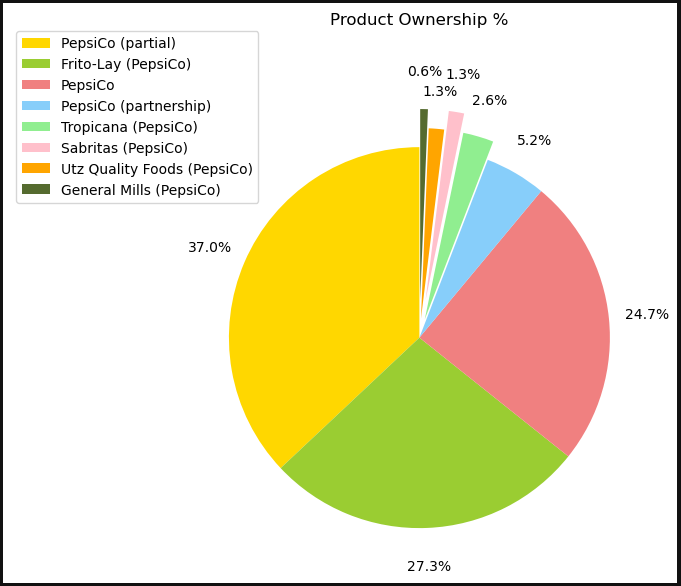 Product Ownership %
PepsiCo (partial)
Frito-Lay (PepsiCo)
PepsiCo
PepsiCo (partnership)
Tropicana (PepsiCo)
Sabritas (PepsiCo)
Utz Quality Foods (PepsiCo)
General Mills (PepsiCo)
0.6%
1.3%
1.3%
2.6%
5.2%
37.0%
24.7%
27.3%